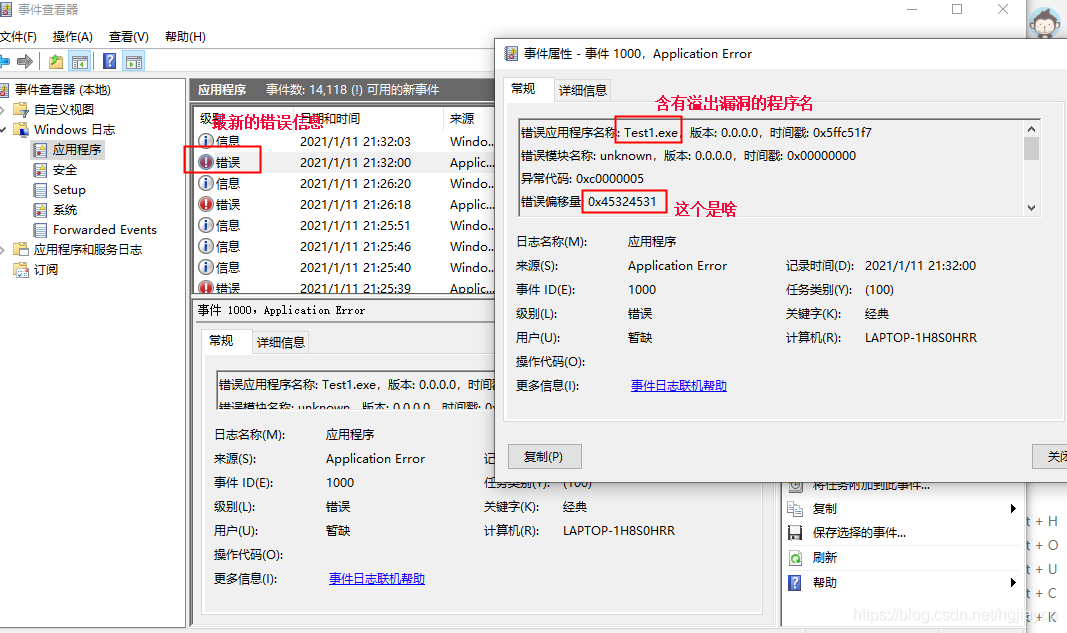 事件查看器
文件(F) 操作(A) 查看(V) 帮助(H)
事件查看器 (本地)
自定义视图
Windows 日志
应用程序
安全
Setup
系统
Forwarded Events
应用程序和服务日志
订阅
应用程序 事件数: 14,118 (!) 可用的新事件
级别 日期和时间 来源
最新的错误信息
信息 2021/1/11 21:32:03 Windo...
错误 2021/1/11 21:32:00 Applic...
信息 2021/1/11 21:26:20 Windo...
错误 2021/1/11 21:26:18 Applic...
信息 2021/1/11 21:25:51 Windo...
信息 2021/1/11 21:25:46 Windo...
信息 2021/1/11 21:25:40 Windo...
错误 2021/1/11 21:25:39 Applic...
事件 1000，Application Error
常规 详细信息
错误应用程序名称: Test1.exe，版本: 0.0.0.0，时间
错误模块名称: unknown，版本: 0.0.0.0，时间戳: 0x
日志名称(M): 应用程序
来源(S): Application Error 记
事件 ID(E): 1000 任务类别(Y): (100)
级别(L): 错误 关键字(K): 经典
用户(U): 暂缺 计算机(R): LAPTOP-1H8S0HRR
操作代码(O):
更多信息(I): 事件日志联机帮助
事件属性 - 事件 1000，Application Error
常规 详细信息
含有溢出漏洞的程序名
错误应用程序名称: Test1.exe，版本: 0.0.0.0，时间戳: 0x5ffc51f7
错误模块名称: unknown，版本: 0.0.0.0，时间戳: 0x00000000
异常代码: 0xc0000005
错误偏移量: 0x45324531
这个是啥
日志名称(M): 应用程序
来源(S): Application Error 记录时间(D): 2021/1/11 21:32:00
事件 ID(E): 1000 任务类别(Y): (100)
级别(L): 错误 关键字(K): 经典
用户(U): 暂缺 计算机(R): LAPTOP-1H8S0HRR
操作代码(O):
更多信息(I): 事件日志联机帮助
复制(P) 关闭
将任务附加到此事件...
复制
保存选择的事件...
刷新
帮助
t + H
t + O
t + U
t + C
+ K